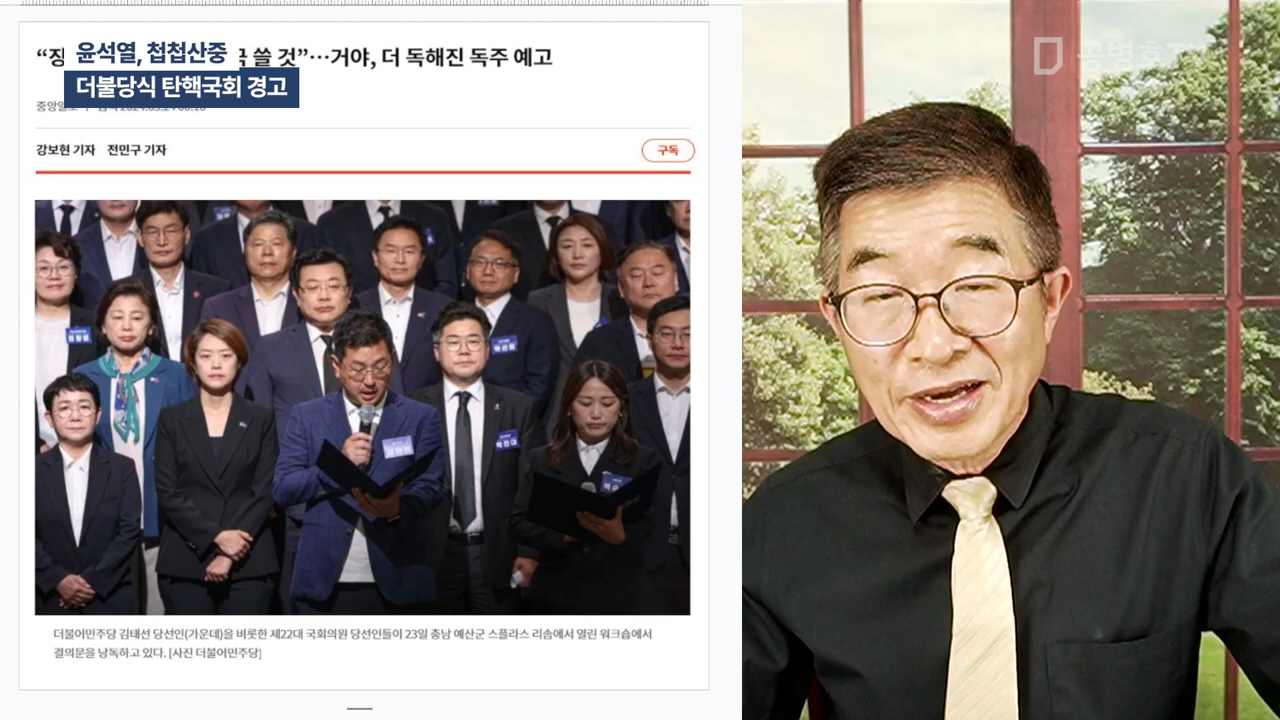 “정
윤석열, 첩첩산중
쓸 것”…거야, 더 독해진 독주 예고
더불당식 탄핵국회 경고
강보현 기자 전민구 기자
구독
더불어민주당 김태선 당선인(가운데)을 비롯한 제22대 국회의원 당선인들이 23일 충남 예산군 스플라스 리솜에서 열린 워크숍에서
결의문을 낭독하고 있다. [사진 더불어민주당]
공병호TV